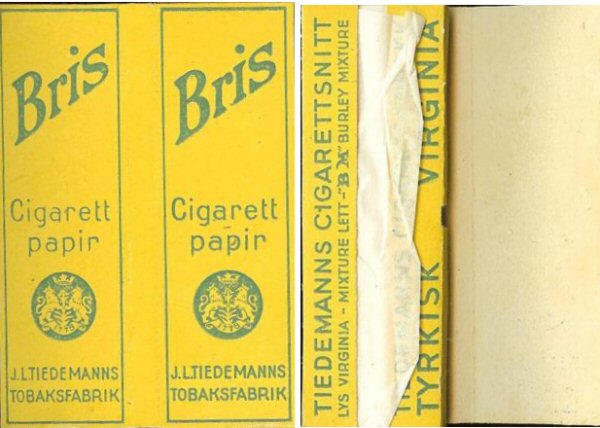 Bris
Cigarett
papir
J.L.TIEDEMANNS
TOBAKSFABRIK
Bris
Cigarett
papir
J.L.TIEDEMANNS
TOBAKSFABRIK
TIEDEMANNS CIGARETTSNITT
LYS VIRGINIA - MIXTURE LETT - "B M" BURLEY MIXTURE
TYRKISK VIRGINIA